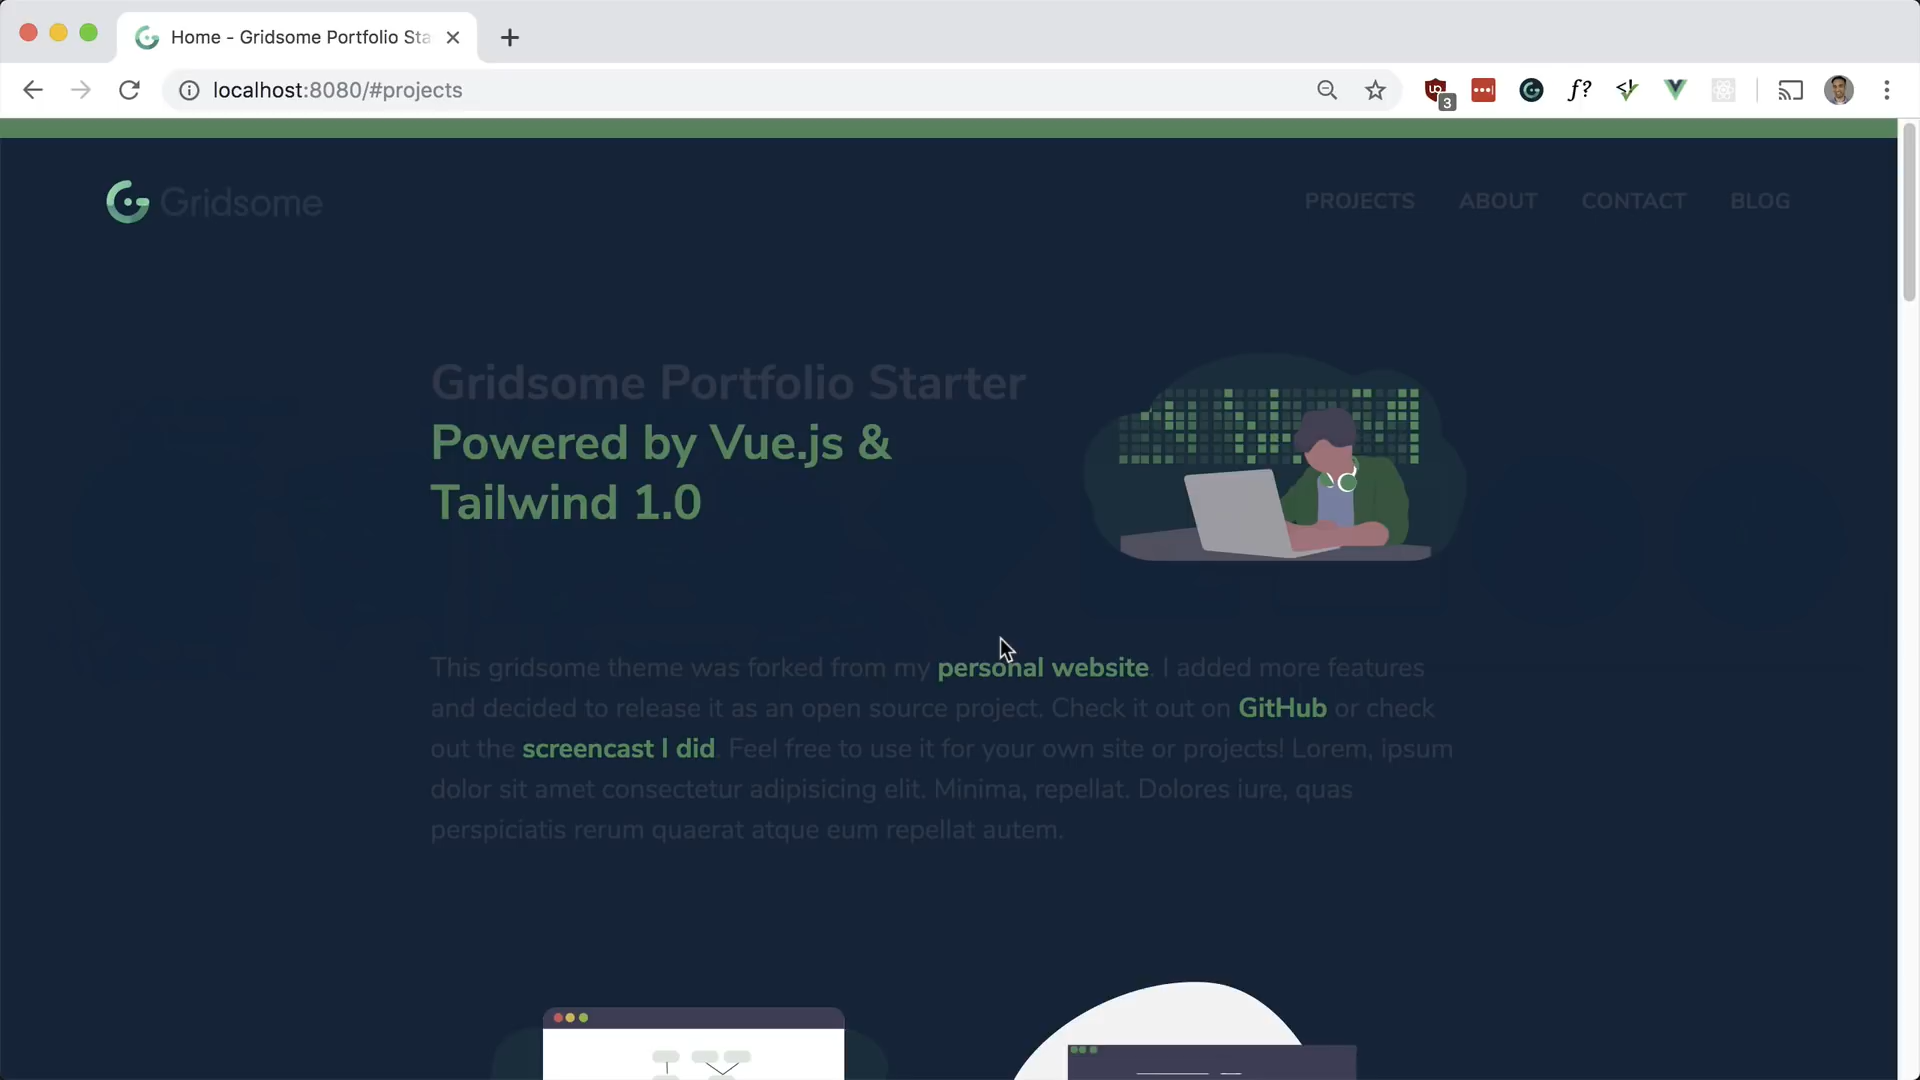 Home - Gridsome Portfolio Sta
localhost:8080/#projects
3
f?
Gridsome
PROJECTS ABOUT CONTACT BLOG
Gridsome Portfolio Starter
Powered by Vue.js &
Tailwind 1.0
This gridsome theme was forked from my personal website. I added more features
and decided to release it as an open source project. Check it out on GitHub or check
out the screencast I did. Feel free to use it for your own site or projects! Lorem, ipsum
dolor sit amet consectetur adipisicing elit. Minima, repellat. Dolores iure, quas
perspiciatis rerum quaerat atque eum repellat autem.